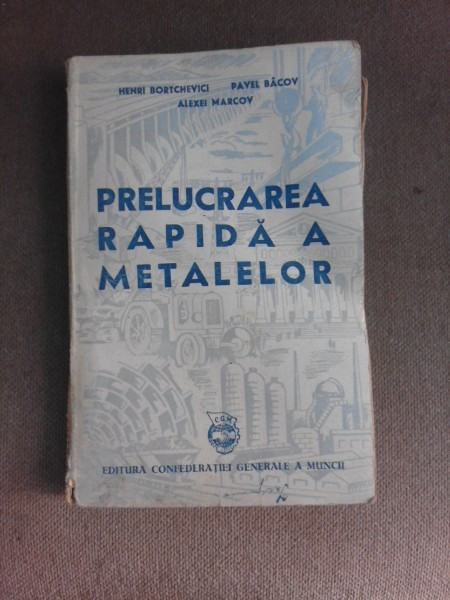 HENRI BORTCHEVICI PAVEL BÂCOV
ALEXEI MARCOV
PRELUCRAREA
RAPIDĂ A
METALELOR
C.G.M.
EDITURA CONFEDERAȚIEI GENERALE A MUNCII